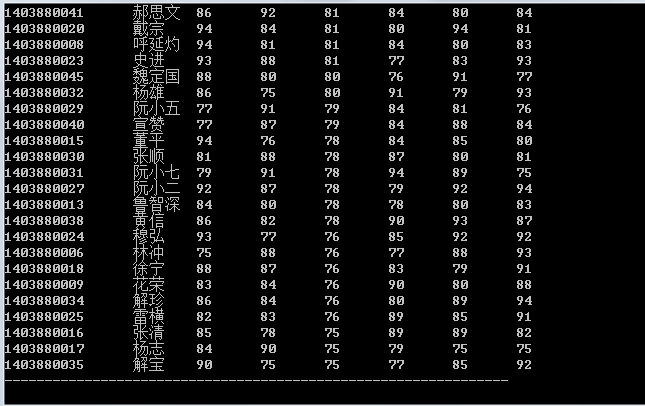 1403880041 郝思文 86 92 81 84 80 84
1403880020 戴宗 94 84 81 80 94 81
1403880008 呼延灼 94 81 81 84 80 83
1403880023 史进 93 88 81 77 83 93
1403880045 魏定国 88 80 80 76 91 77
1403880032 杨雄 86 75 80 91 79 93
1403880029 阮小五 77 91 79 84 81 76
1403880040 宣赞 77 87 79 84 88 84
1403880015 董平 94 76 78 84 85 80
1403880030 张顺 81 88 78 87 80 81
1403880031 阮小七 79 91 78 94 89 75
1403880027 阮小二 92 87 78 79 92 94
1403880013 鲁智深 84 80 78 78 80 83
1403880038 黄信 86 82 78 90 93 87
1403880024 穆弘 93 77 76 85 92 92
1403880006 林冲 75 88 76 77 88 93
1403880018 徐宁 88 87 76 83 79 91
1403880009 花荣 83 84 76 90 80 88
1403880034 解珍 86 84 76 80 89 94
1403880025 雷横 82 83 76 89 85 91
1403880016 张清 85 78 75 89 89 82
1403880017 杨志 84 90 75 79 75 75
1403880035 解宝 90 75 75 77 85 92
---------------------------------------------------------------